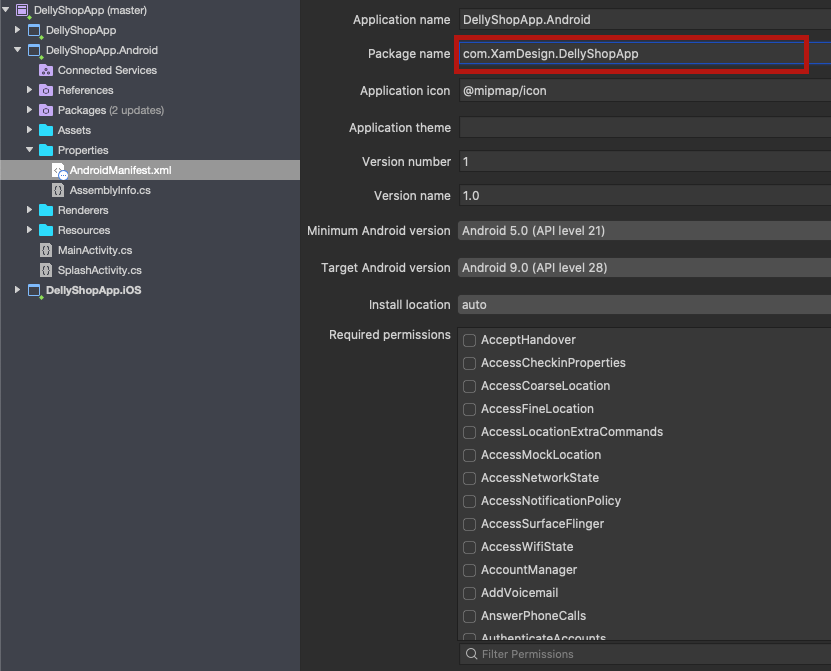 DellyShopApp (master)
DellyShopApp
DellyShopApp.Android
Connected Services
References
Packages (2 updates)
Assets
Properties
AndroidManifest.xml
AssemblyInfo.cs
Renderers
Resources
MainActivity.cs
SplashActivity.cs
DellyShopApp.iOS
Application name DellyShopApp.Android
Package name com.XamDesign.DellyShopApp
Application icon @mipmap/icon
Application theme
Version number 1
Version name 1.0
Minimum Android version Android 5.0 (API level 21)
Target Android version Android 9.0 (API level 28)
Install location auto
Required permissions
AcceptHandover
AccessCheckinProperties
AccessCoarseLocation
AccessFineLocation
AccessLocationExtraCommands
AccessMockLocation
AccessNetworkState
AccessNotificationPolicy
AccessSurfaceFlinger
AccessWifiState
AccountManager
AddVoicemail
AnswerPhoneCalls
AuthenticateAccounts
Filter Permissions